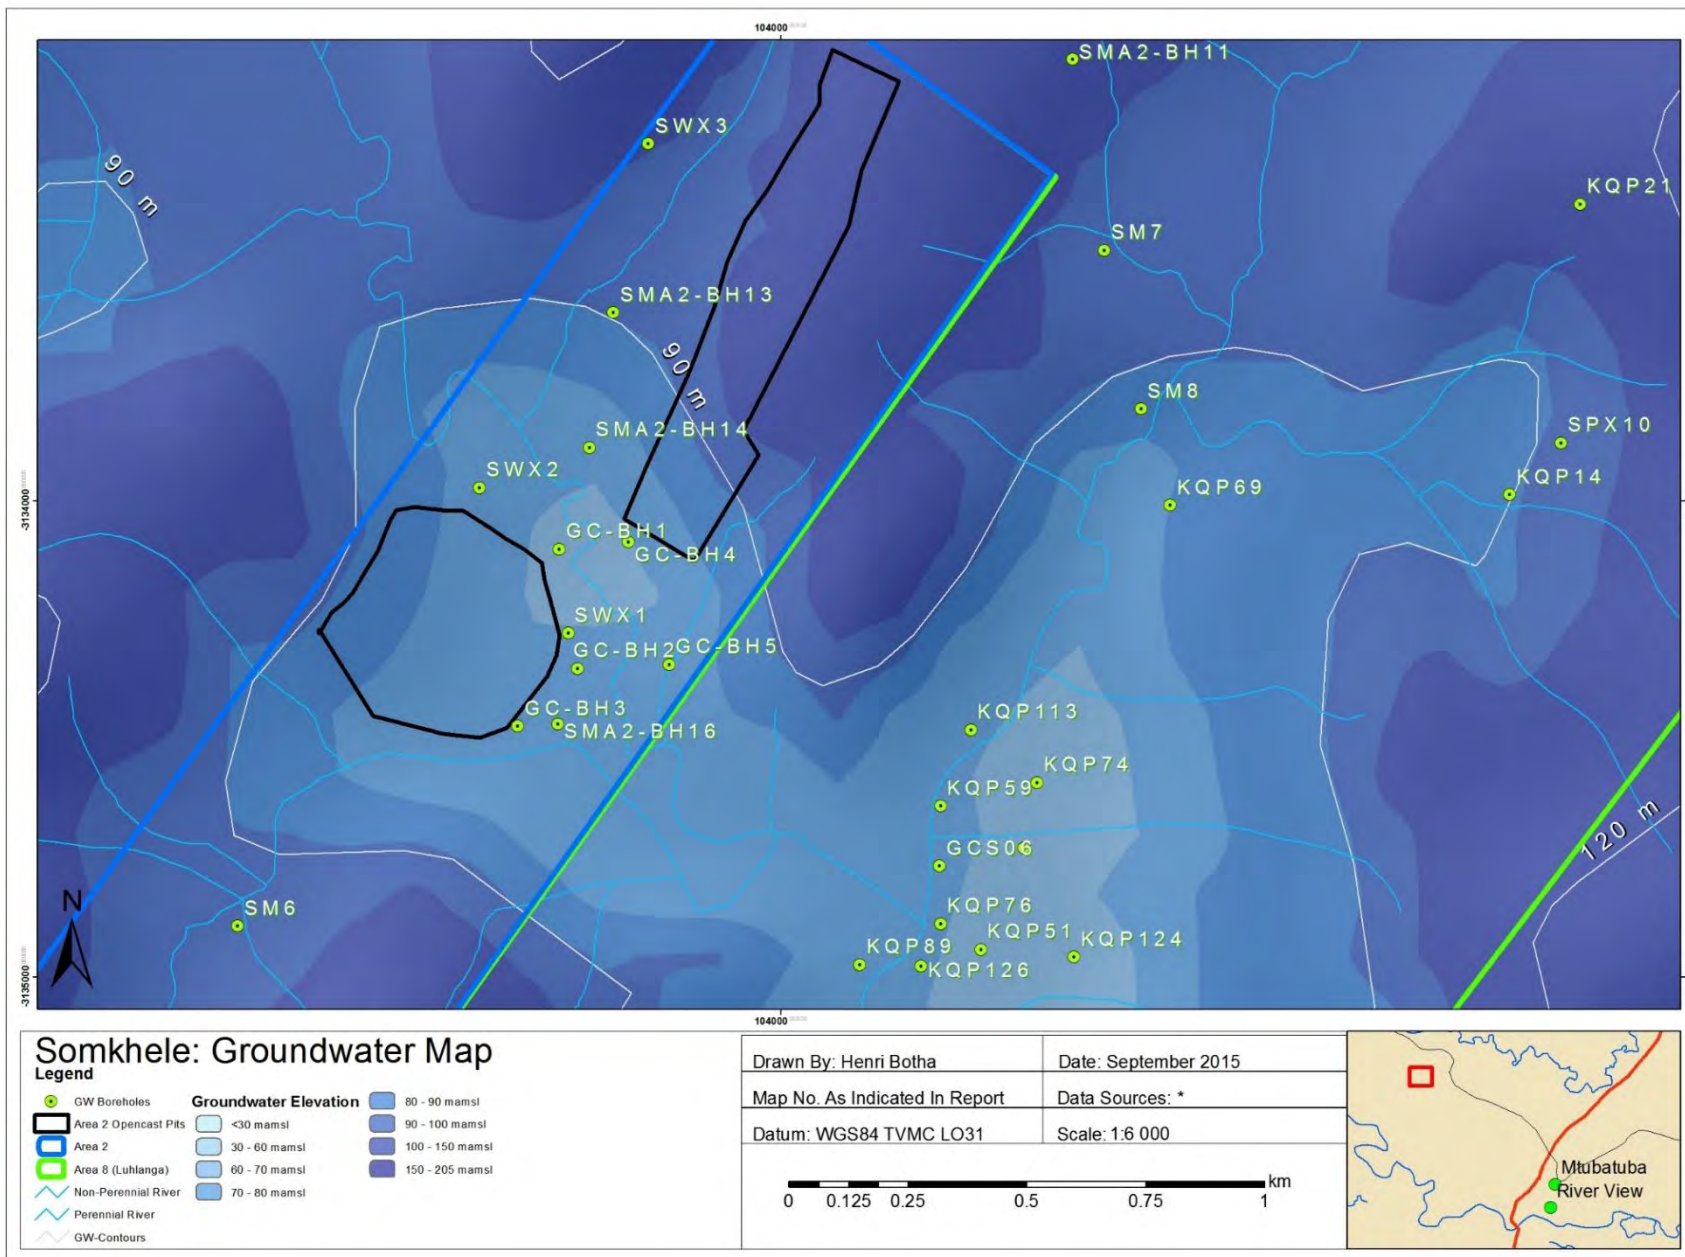 104000
SMA2-BH11
SWX3
90 m
KQP21
SM7
SMA2-BH13
90 m
SM8
SPX10
SMA2-BH14
SWX2
KQP14
KQP69
-3134000
GC-BH1
GC-BH4
SWX1
GC-BH2
GC-BH5
GC-BH3
SMA2-BH16
KQP113
KQP74
KQP59
120 m
GCS06
N
SM6
KQP76
KQP51
KQP124
KQP89
KQP126
-3135000
104000
Somkhele: Groundwater Map
Legend
GW Boreholes
Area 2 Opencast Pits
Area 2
Area 8 (Luhlanga)
Non-Perennial River
Perennial River
GW-Contours
Groundwater Elevation
<30 mamsl
30 - 60 mamsl
60 - 70 mamsl
70 - 80 mamsl
80 - 90 mamsl
90 - 100 mamsl
100 - 150 mamsl
150 - 205 mamsl
Drawn By: Henri Botha
Date: September 2015
Map No. As Indicated In Report
Data Sources: *
Datum: WGS84 TVMC LO31
Scale: 1:6 000
km
0 0.125 0.25 0.5 0.75 1
Mtubatuba
River View